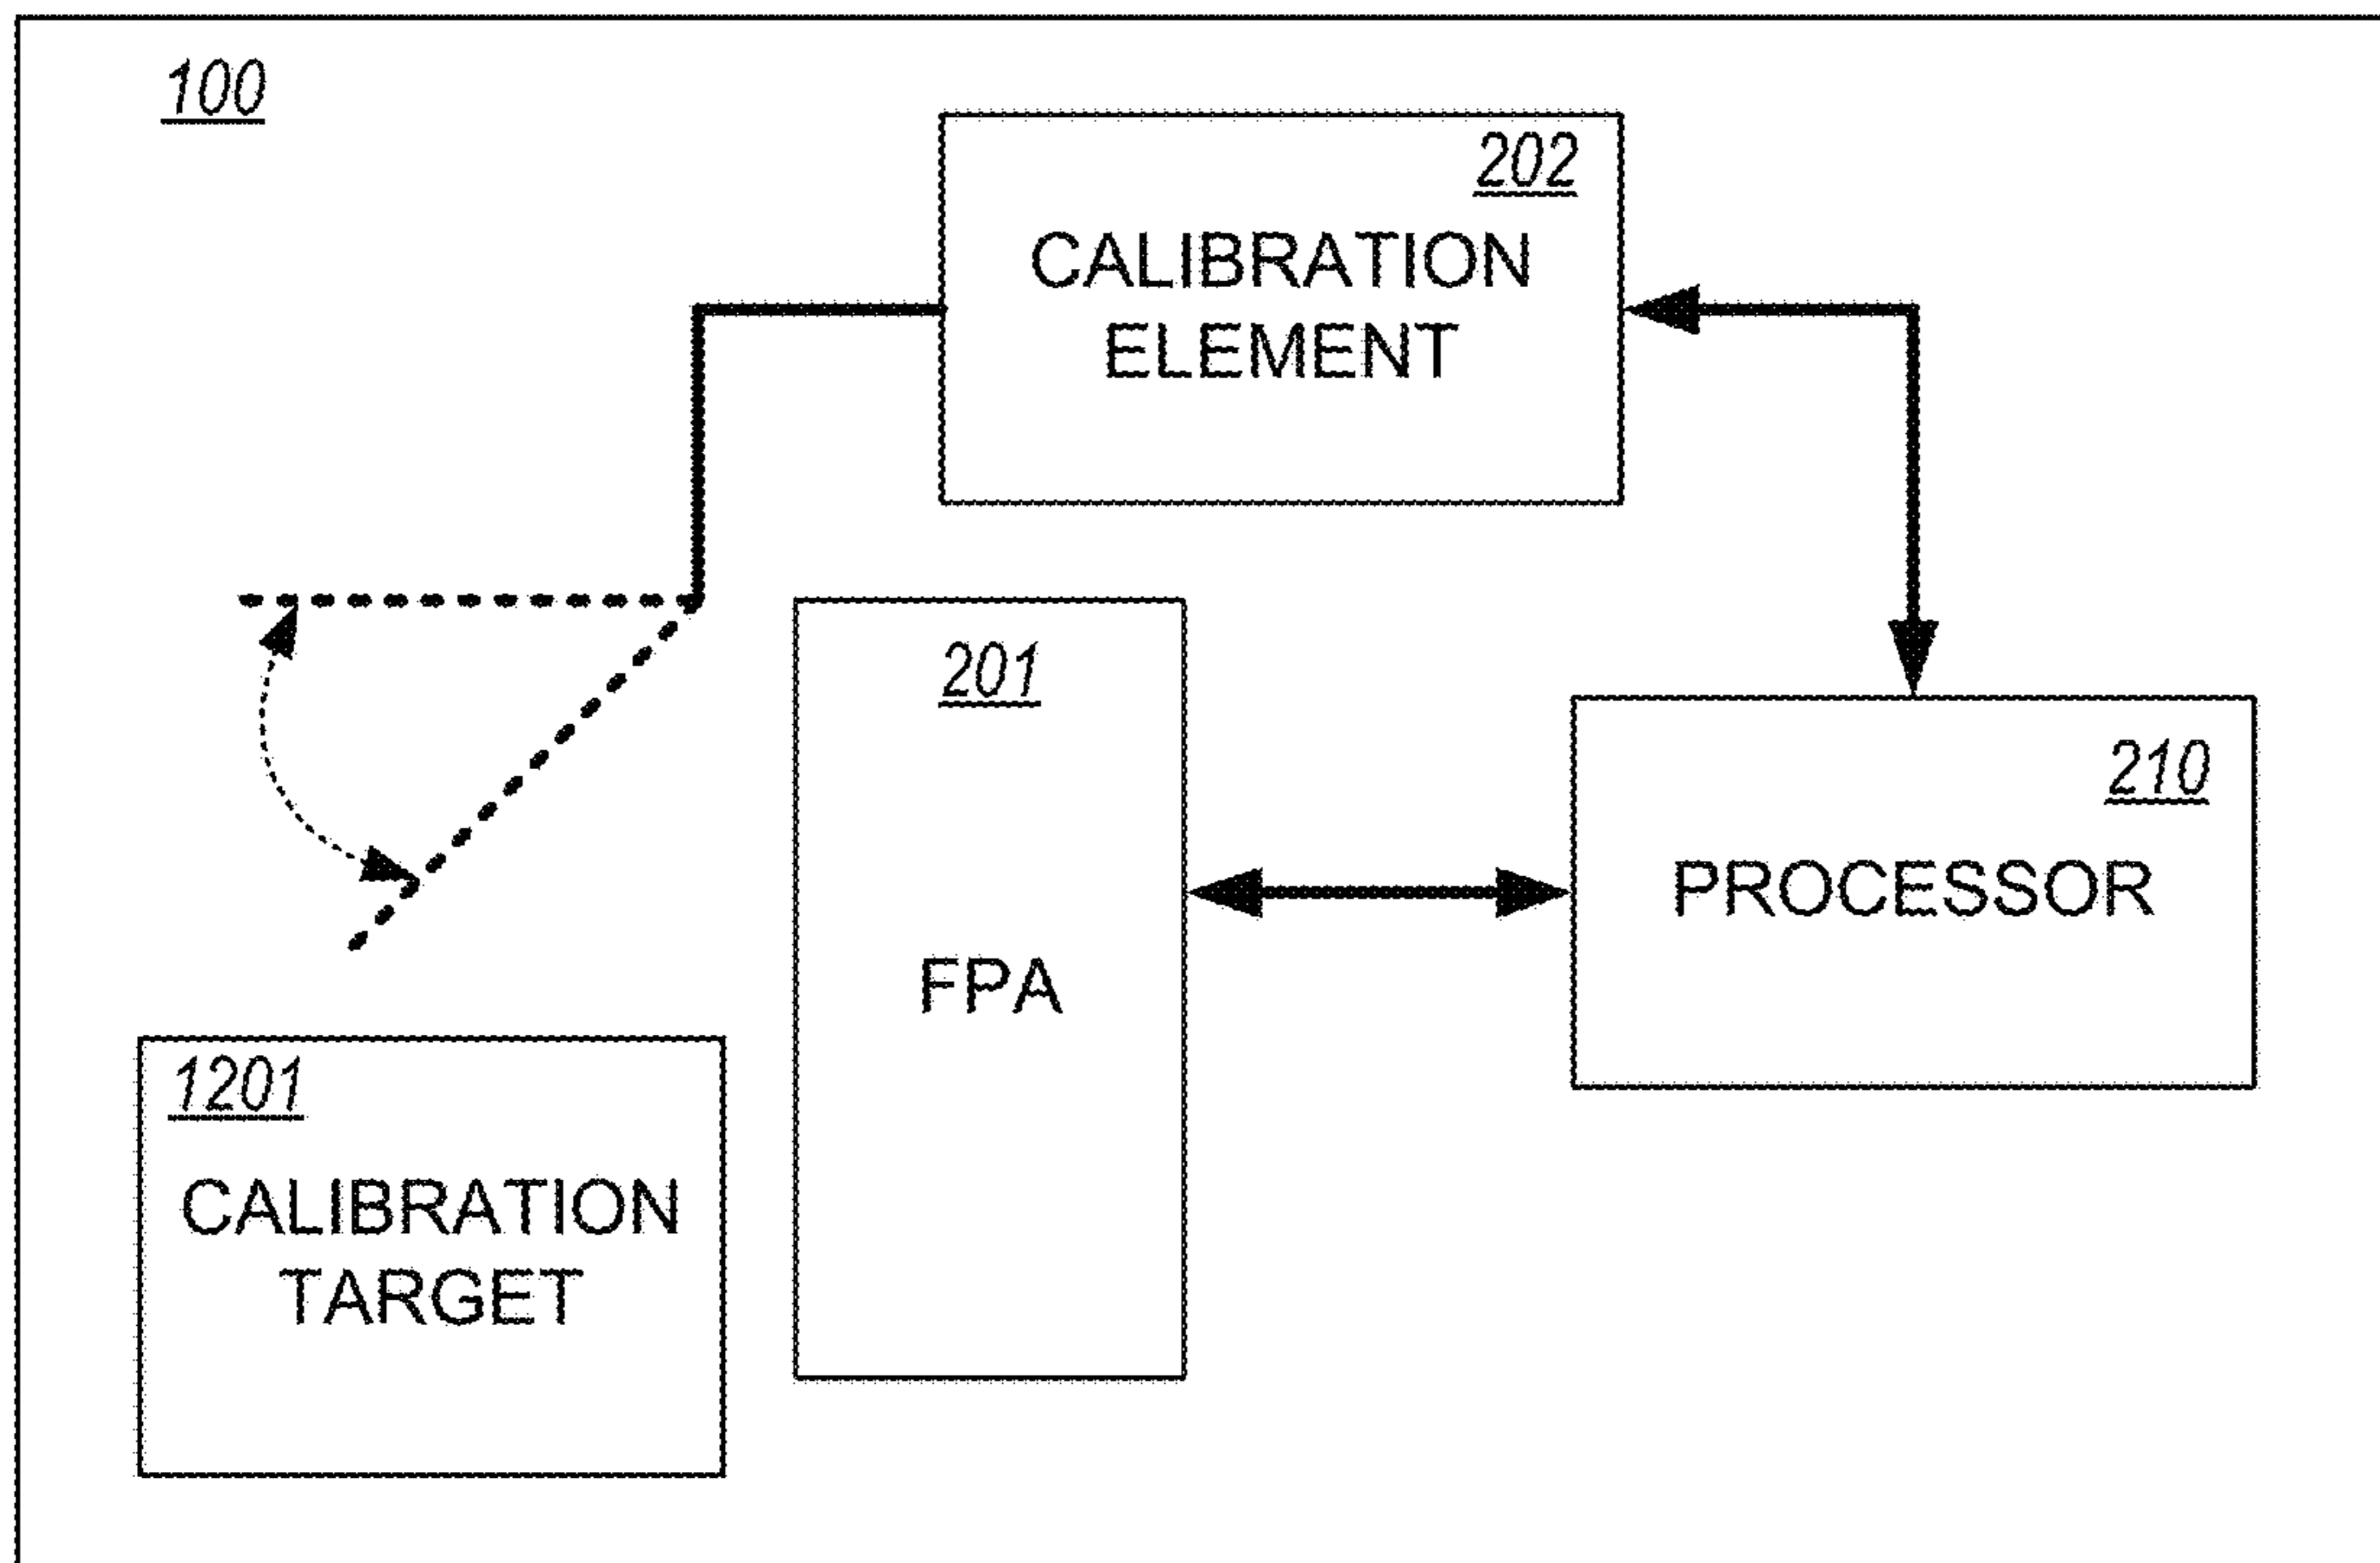 100
202
CALIBRATION
ELEMENT
201
FPA
210
PROCESSOR
1201
CALIBRATION
TARGET